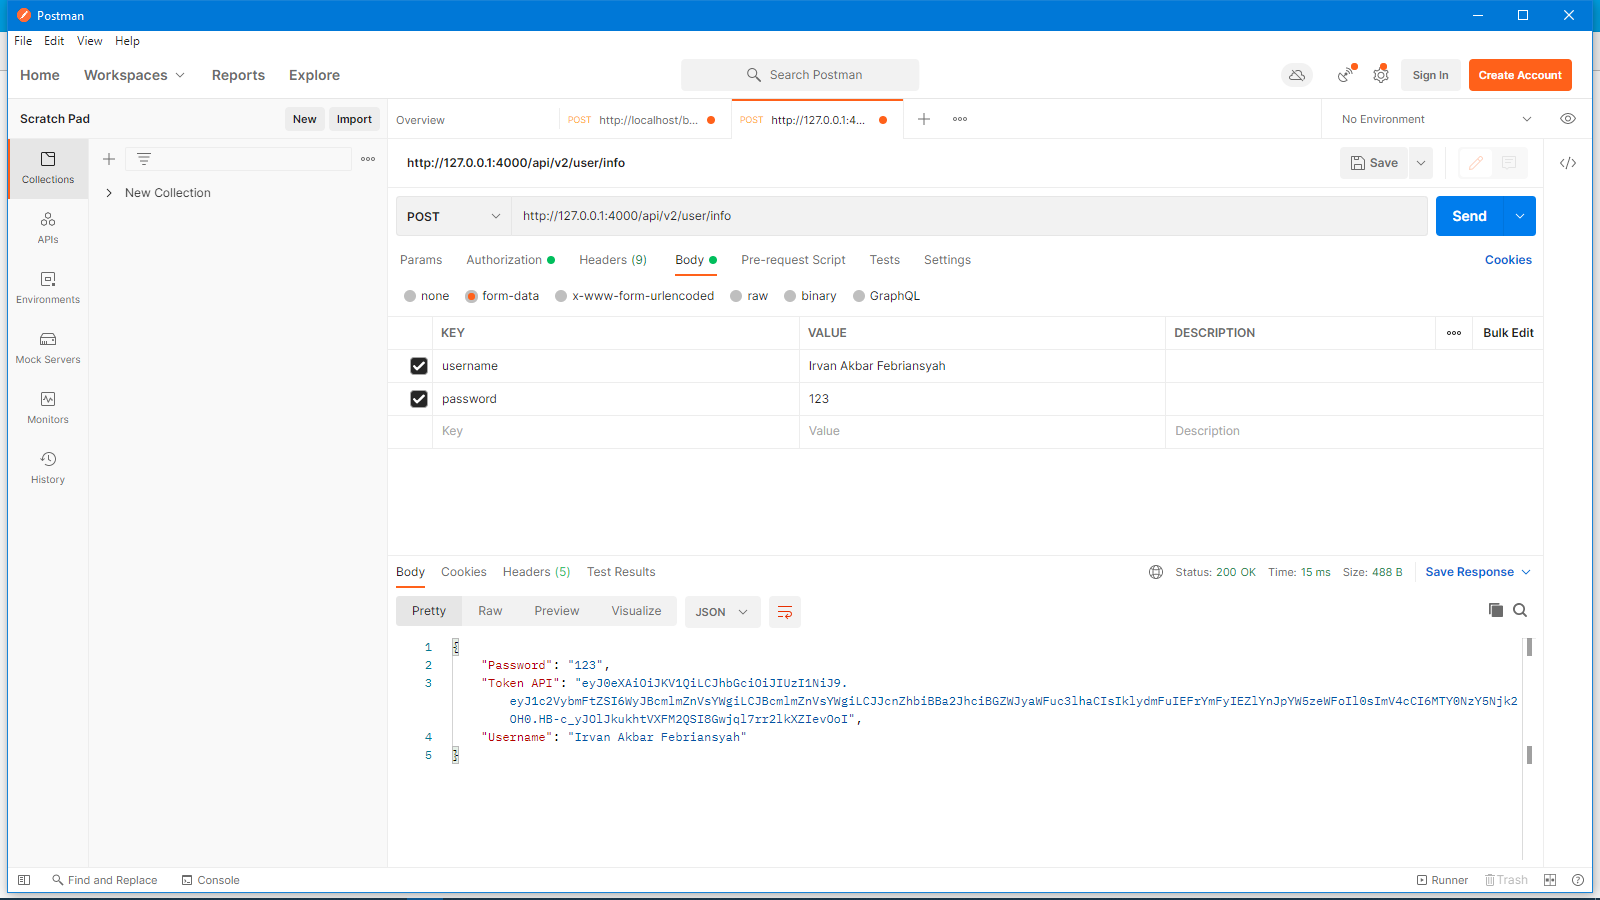 Postman
File Edit View Help
Home Workspaces Reports Explore
Search Postman
Sign In
Create Account
Scratch Pad
New
Import
Overview
POST http://localhost/b...
POST http://127.0.0.1:4...
No Environment
Collections
APIs
Environments
Mock Servers
Monitors
History
New Collection
http://127.0.0.1:4000/api/v2/user/info
Save
POST
http://127.0.0.1:4000/api/v2/user/info
Send
Params Authorization Headers (9) Body Pre-request Script Tests Settings
Cookies
none form-data x-www-form-urlencoded raw binary GraphQL
KEY VALUE DESCRIPTION
Bulk Edit
username Irvan Akbar Febriansyah
password 123
Key Value Description
Body Cookies Headers (5) Test Results
Status: 200 OK Time: 15 ms Size: 488 B
Save Response
Pretty Raw Preview Visualize JSON
1 {
2 "Password": "123",
3 "Token API": "eyJ0eXAiOiJKV1QiLCJhbGciOiJIUzI1NiJ9.
eyJ1c2VybmFtZSI6WyJBcmlmZnVsYWgiLCJBcmlmZnVsYWgiLCJJcnZhbiBBa2JhciBGZWJyaWFuc3lhaCIsIklydmFuIEFrYmFyIEZlYnJpYW5zeWFoIl0sImV4cCI6MTY0NzY5Njk2
OH0.HB-c_yJOlJkukhtVXFM2QSI8Gwjql7rr2lkXZIevOoI",
4 "Username": "Irvan Akbar Febriansyah"
5 }
Find and Replace
Console
Runner
Trash